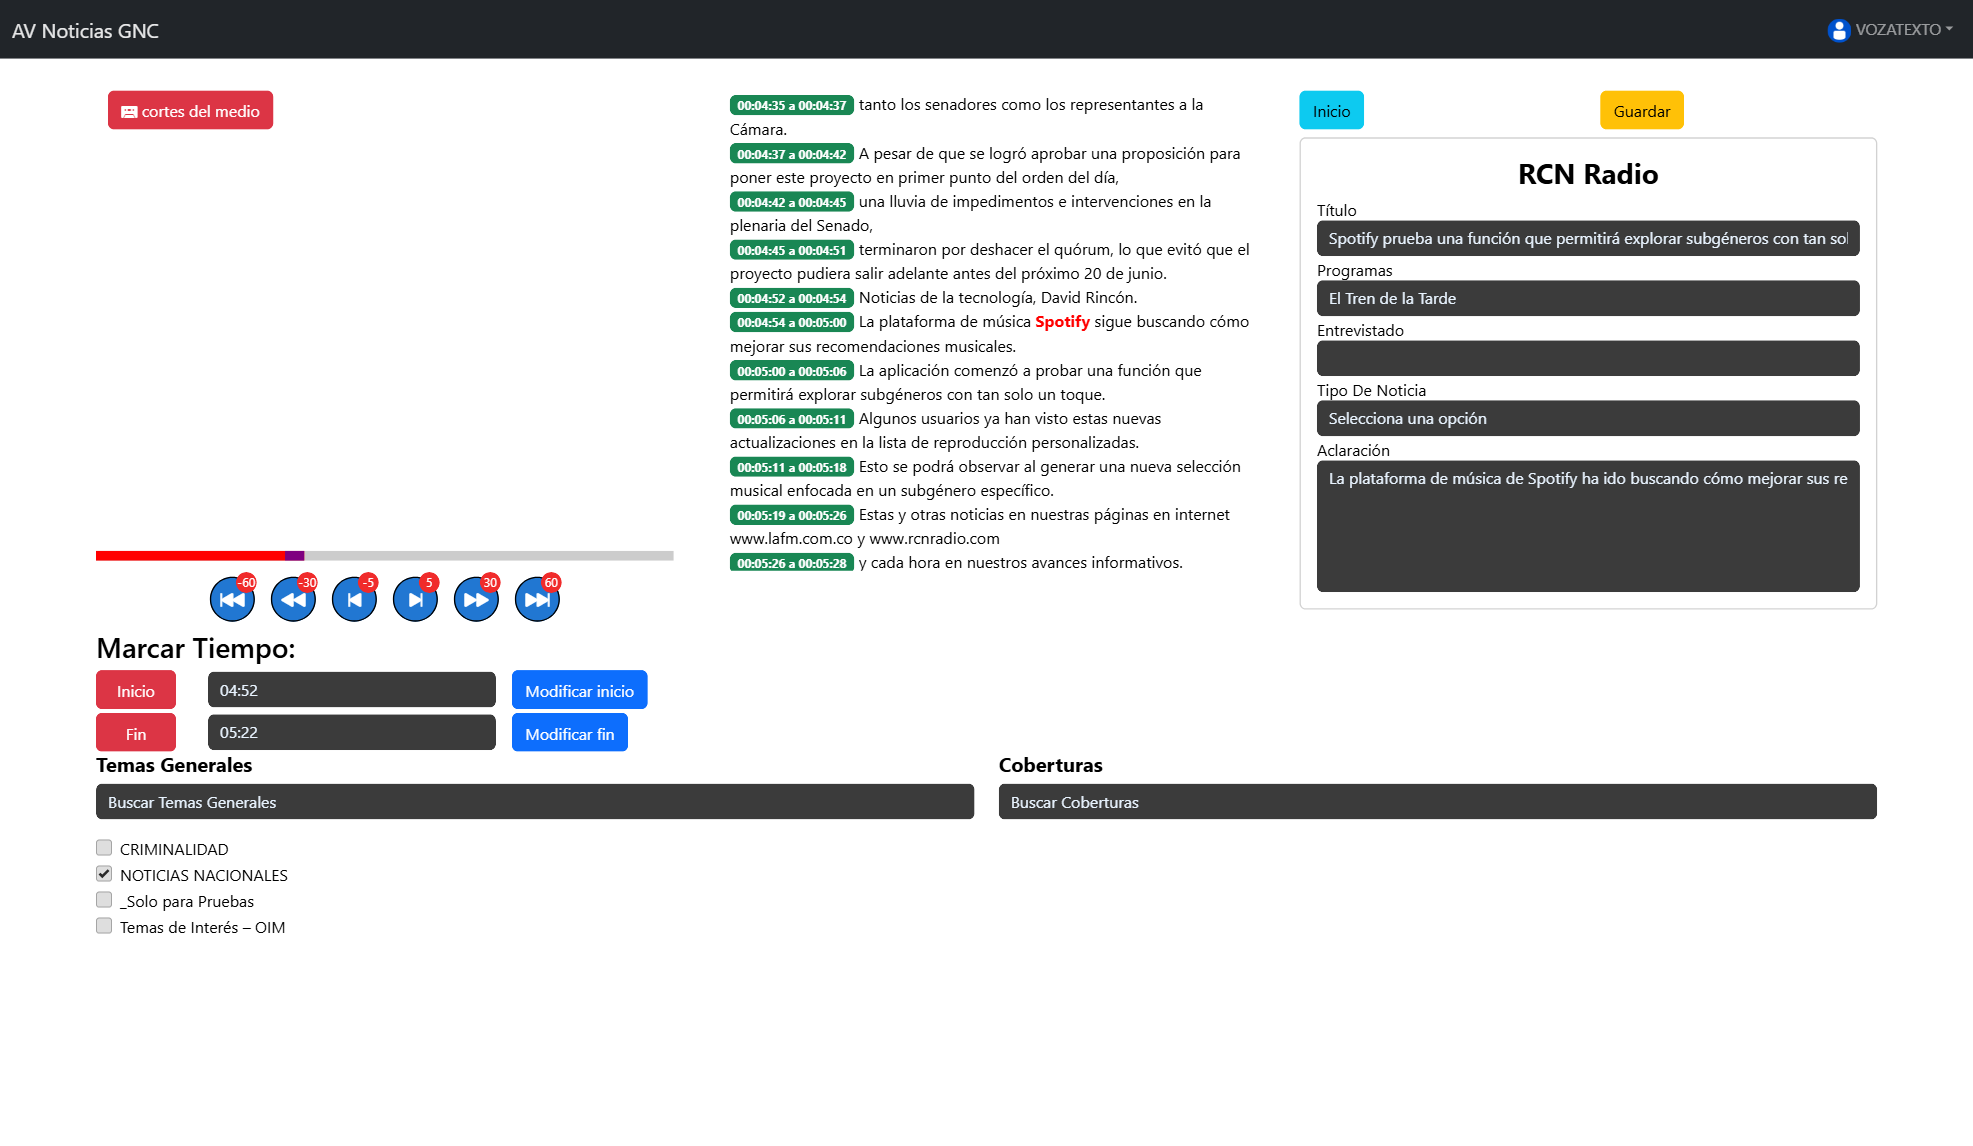 AV Noticias GNC
VOZATEXTO
cortes del medio
-60
-30
-5
5
30
60
Marcar Tiempo:
Inicio
04:52
Modificar inicio
Fin
05:22
Modificar fin
00:04:35 a 00:04:37 tanto los senadores como los representantes a la
Cámara.
00:04:37 a 00:04:42 A pesar de que se logró aprobar una proposición para
poner este proyecto en primer punto del orden del día,
00:04:42 a 00:04:45 una lluvia de impedimentos e intervenciones en la
plenaria del Senado,
00:04:45 a 00:04:51 terminaron por deshacer el quórum, lo que evitó que el
proyecto pudiera salir adelante antes del próximo 20 de junio.
00:04:52 a 00:04:54 Noticias de la tecnología, David Rincón.
00:04:54 a 00:05:00 La plataforma de música Spotify sigue buscando cómo
mejorar sus recomendaciones musicales.
00:05:00 a 00:05:06 La aplicación comenzó a probar una función que
permitirá explorar subgéneros con tan solo un toque.
00:05:06 a 00:05:11 Algunos usuarios ya han visto estas nuevas
actualizaciones en la lista de reproducción personalizadas.
00:05:11 a 00:05:18 Esto se podrá observar al generar una nueva selección
musical enfocada en un subgénero específico.
00:05:19 a 00:05:26 Estas y otras noticias en nuestras páginas en internet
www.lafm.com.co y www.rcnradio.com
00:05:26 a 00:05:28 y cada hora en nuestros avances informativos.
Inicio
Guardar
RCN Radio
Título
Spotify prueba una función que permitirá explorar subgéneros con tan sol
Programas
El Tren de la Tarde
Entrevistado
Tipo De Noticia
Selecciona una opción
Aclaración
La plataforma de música de Spotify ha ido buscando cómo mejorar sus re
Temas Generales
Buscar Temas Generales
CRIMINALIDAD
NOTICIAS NACIONALES
_Solo para Pruebas
Temas de Interés – OIM
Coberturas
Buscar Coberturas